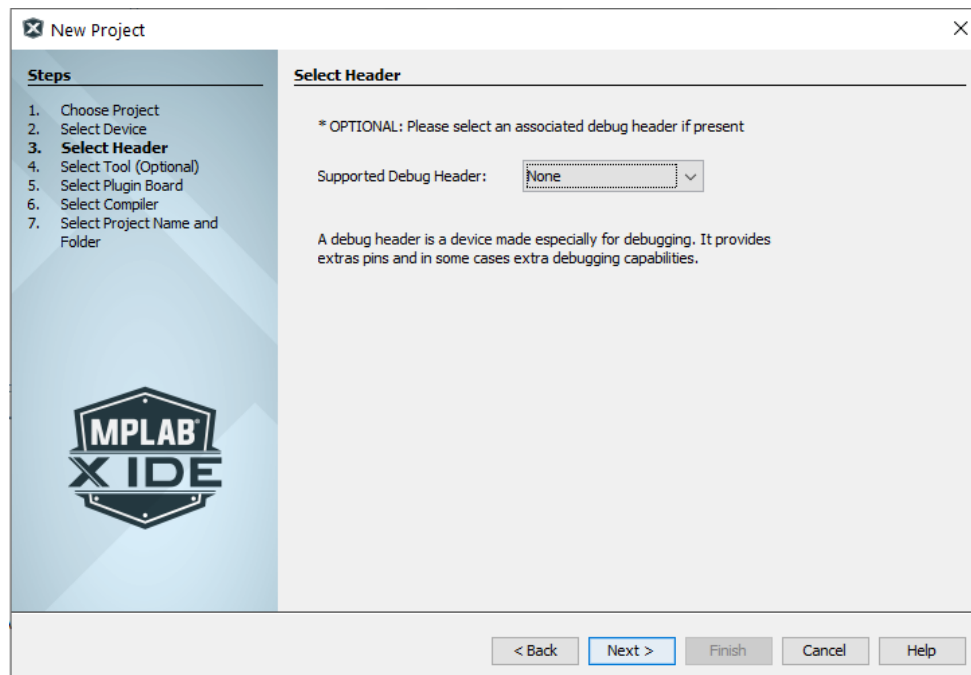 New Project
Steps
1. Choose Project
2. Select Device
3. Select Header
4. Select Tool (Optional)
5. Select Plugin Board
6. Select Compiler
7. Select Project Name and
Folder
MPLAB®
X IDE
Select Header
* OPTIONAL: Please select an associated debug header if present
Supported Debug Header: None
A debug header is a device made especially for debugging. It provides
extras pins and in some cases extra debugging capabilities.
< Back Next > Finish Cancel Help